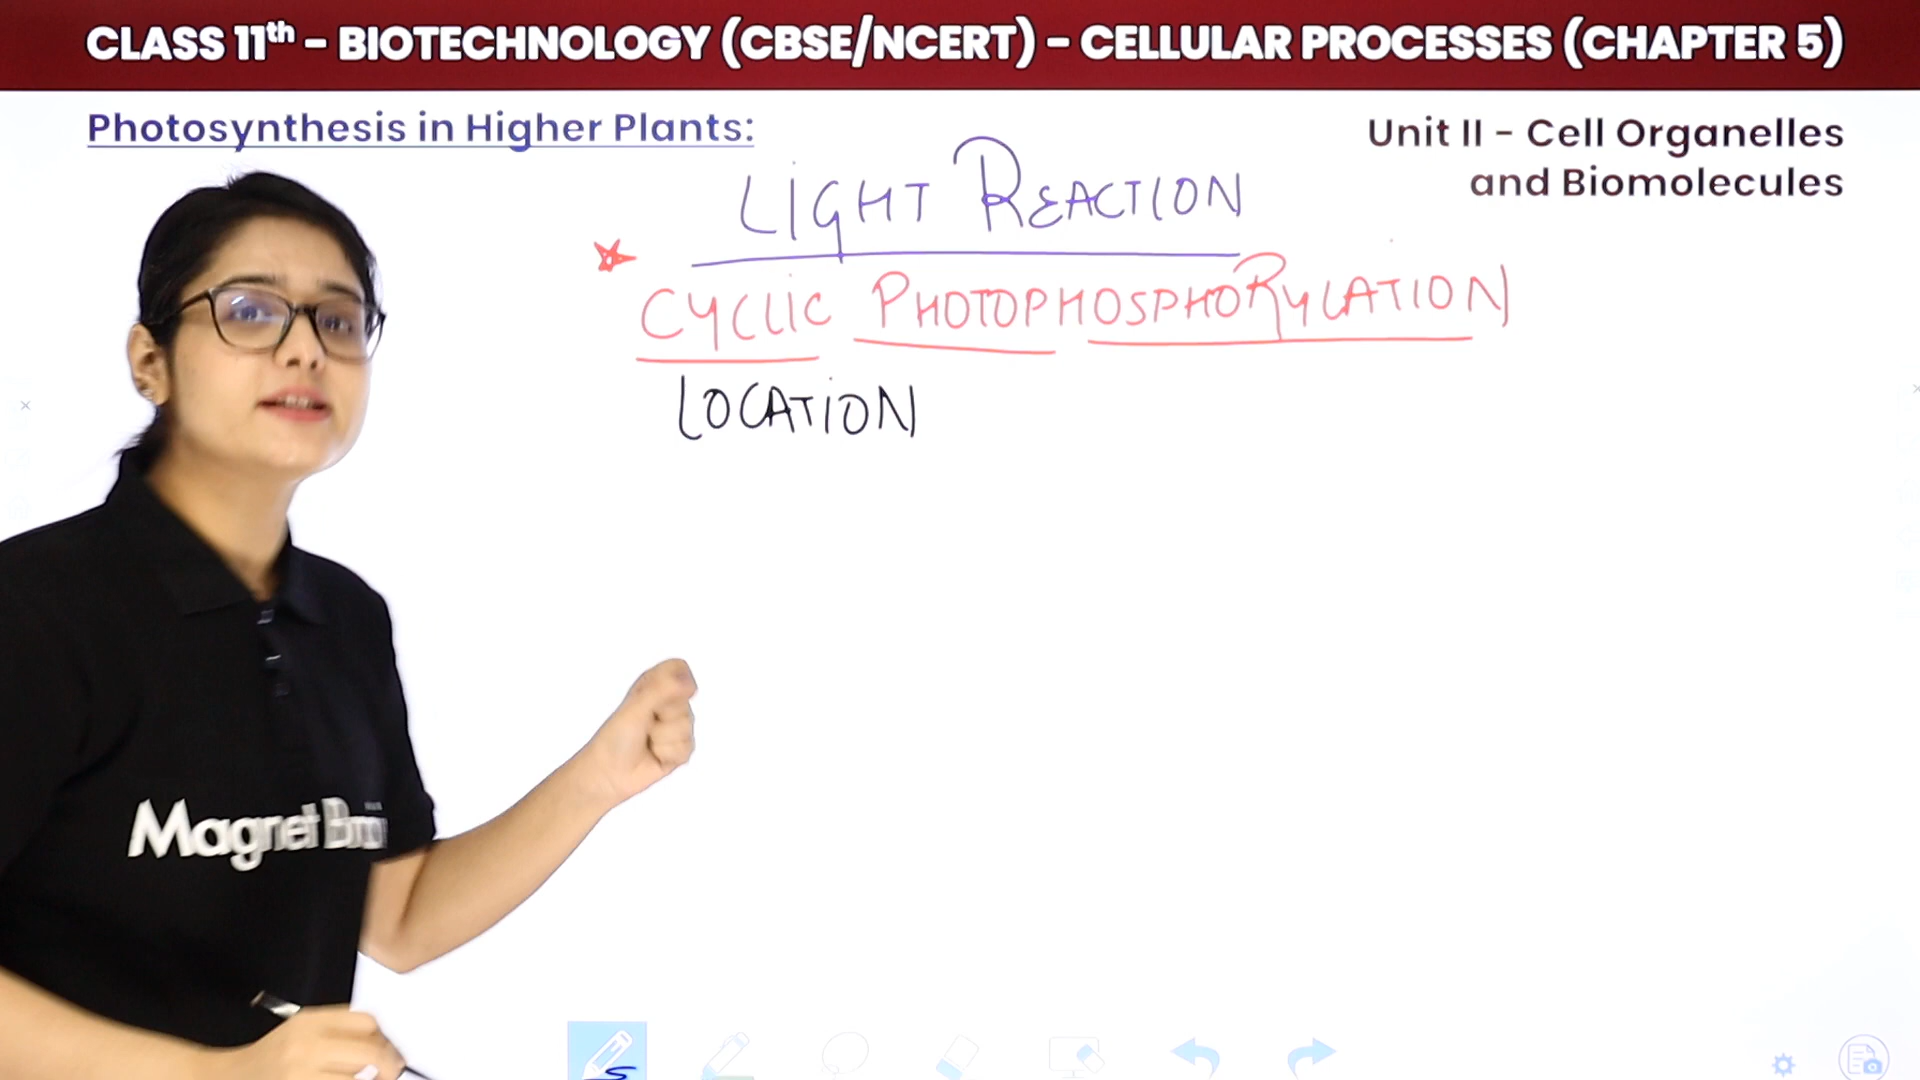 CLASS 11th - BIOTECHNOLOGY (CBSE/NCERT) - CELLULAR PROCESSES (CHAPTER 5)
Photosynthesis in Higher Plants:
Unit II - Cell Organelles
and Biomolecules
LIGHT REACTION
CYCLIC PHOTOPHOSPHORYLATION
LOCATION
Magnet